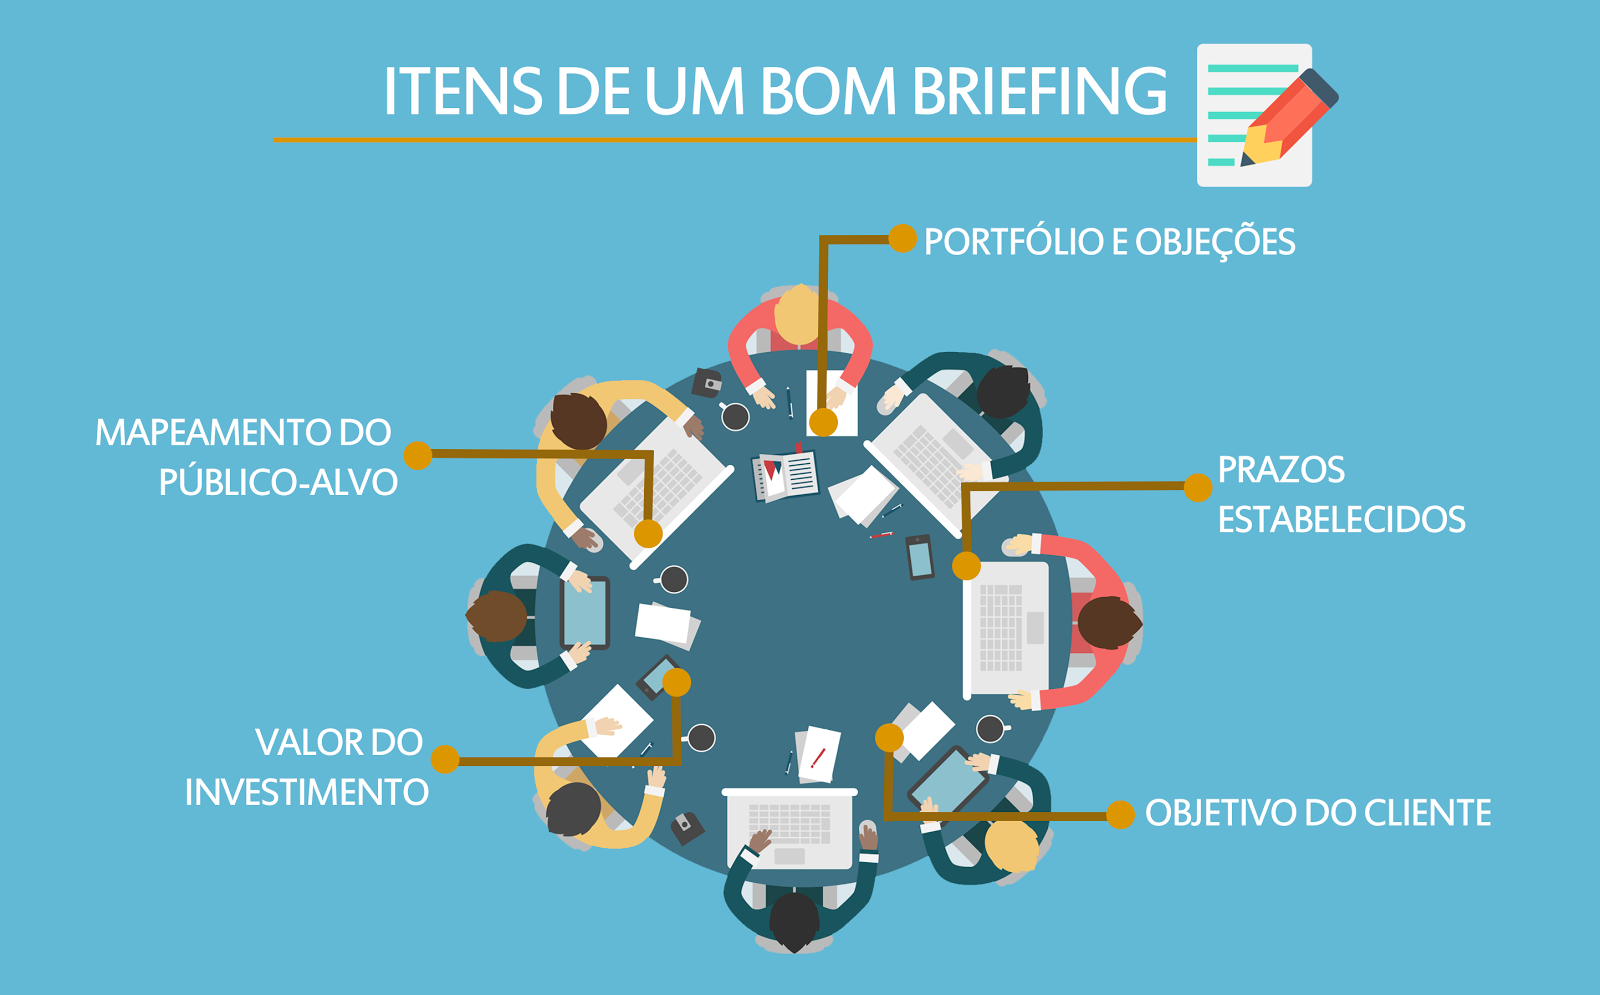 ITENS DE UM BOM BRIEFING
PORTFÓLIO E OBJEÇÕES
MAPEAMENTO DO
PÚBLICO-ALVO
PRAZOS
ESTABELECIDOS
VALOR DO
INVESTIMENTO
OBJETIVO DO CLIENTE